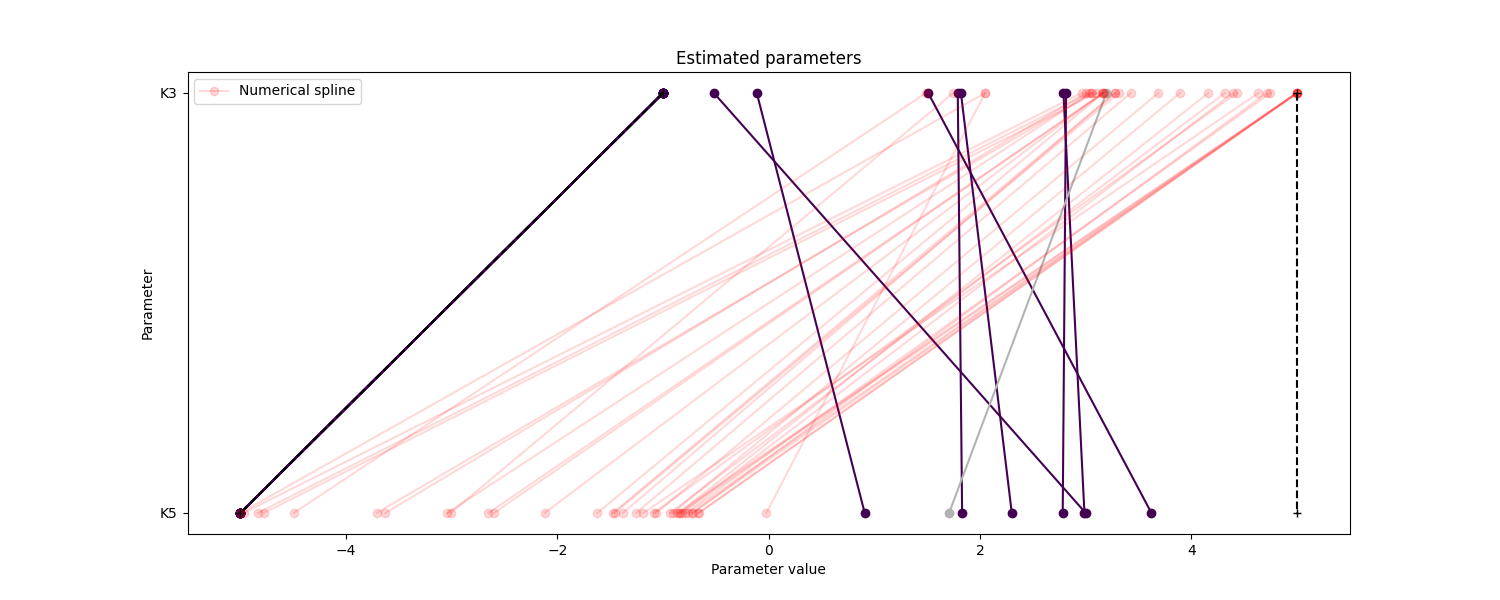 Estimated parameters
Numerical spline
K3
K5
Parameter
−4
−2
0
2
4
Parameter value